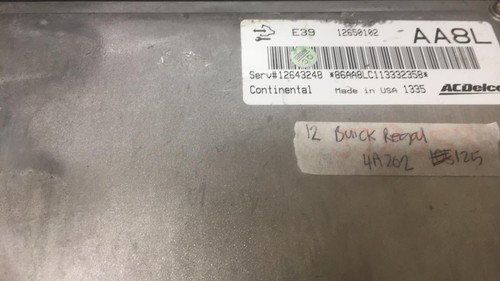 E39 12650102 AA8L
Serv#12643248 *86AA8LC113332358*
Continental Made in USA 1335 ACDelco
12 Buick Regal
4A202 125